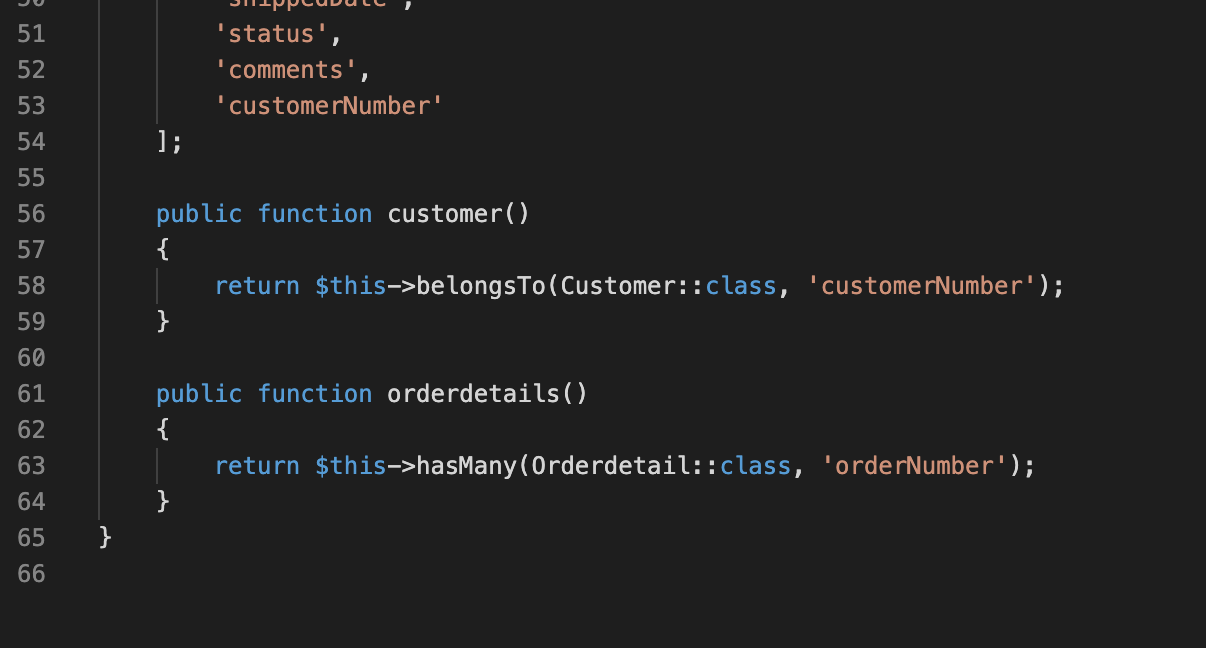 50 'shippedDate',
51 'status',
52 'comments',
53 'customerNumber'
54 ];
55
56 public function customer()
57 {
58 return $this->belongsTo(Customer::class, 'customerNumber');
59 }
60
61 public function orderdetails()
62 {
63 return $this->hasMany(Orderdetail::class, 'orderNumber');
64 }
65 }
66